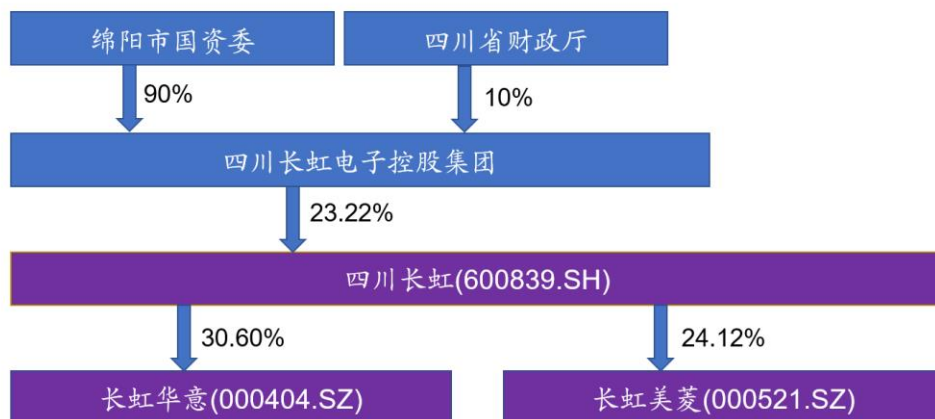 绵阳市国资委
四川省财政厅
90%
10%
四川长虹电子控股集团
23.22%
四川长虹(600839.SH)
30.60%
24.12%
长虹华意(000404.SZ)
长虹美菱(000521.SZ)